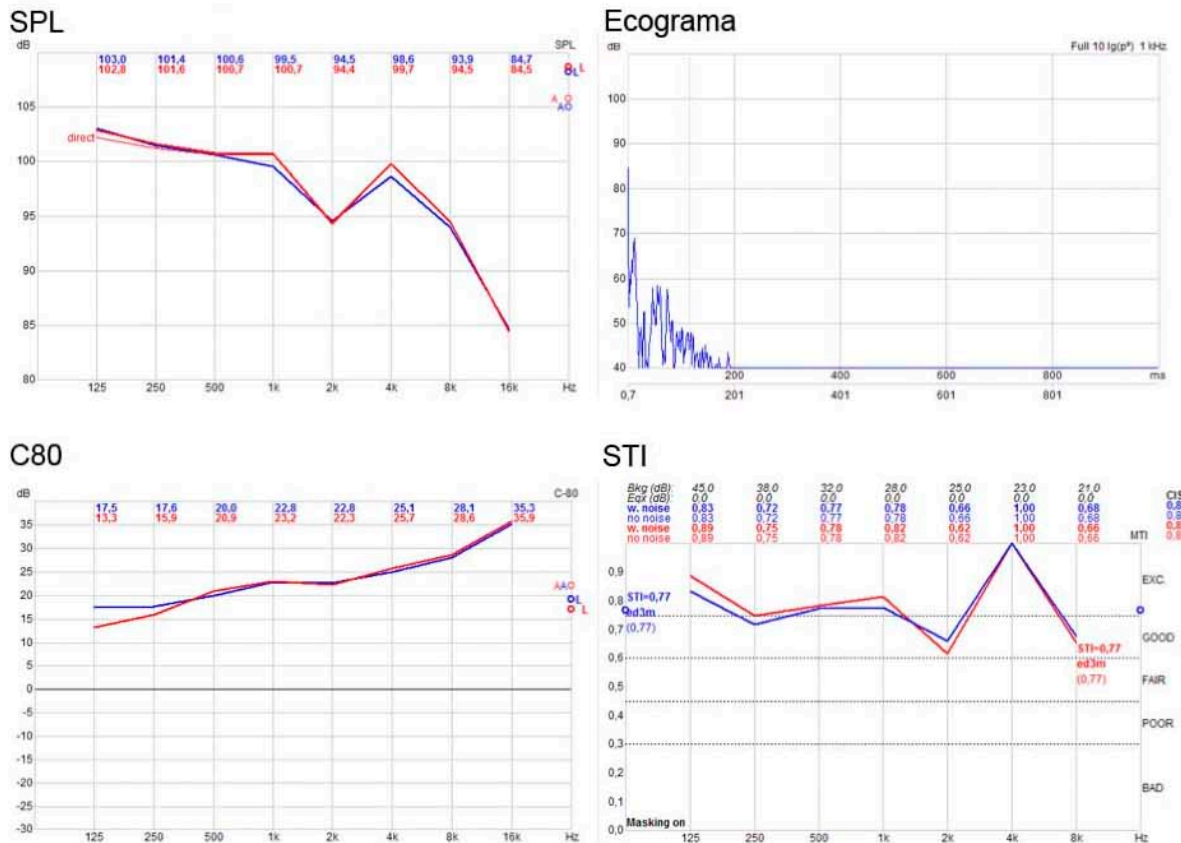 SPL
dB
SPL
103,0 101,4 100,6 99,5 94,5 98,6 93,9 84,7
102,8 101,6 100,7 100,7 94,4 99,7 94,5 84,5
L
L
A
A
105
direct
100
95
90
85
80
125 250 500 1k 2k 4k 8k 16k Hz
Ecograma
dB
Full 10 lg(p²) 1 kHz
100
90
80
70
60
50
40
200 400 600 800 ms
0,7 201 401 601 801
C80
dB
C-80
17,5 17,6 20,0 22,8 22,8 25,1 28,1 35,3
13,3 15,9 20,9 23,2 22,3 25,7 28,6 35,9
35
30
25
20
15
10
5
0
-5
-10
-15
-20
-25
-30
AA
L
L
125 250 500 1k 2k 4k 8k 16k Hz
STI
Bkg (dB): 45,0 38,0 32,0 28,0 25,0 23,0 21,0
Eqx (dB): 0,0 0,0 0,0 0,0 0,0 0,0 0,0
w. noise 0,83 0,72 0,77 0,78 0,66 1,00 0,68
no noise 0,83 0,72 0,77 0,78 0,66 1,00 0,68
w. noise 0,89 0,75 0,78 0,82 0,62 1,00 0,66
no noise 0,89 0,75 0,78 0,82 0,62 1,00 0,66
MTI
0,9
0,8
0,7
0,6
0,5
0,4
0,3
0,2
0,1
0,0
STI=0,77
ed3m
(0,77)
STI=0,77
ed3m
(0,77)
EXC.
GOOD
FAIR
POOR
BAD
Masking on
125 250 500 1k 2k 4k 8k Hz